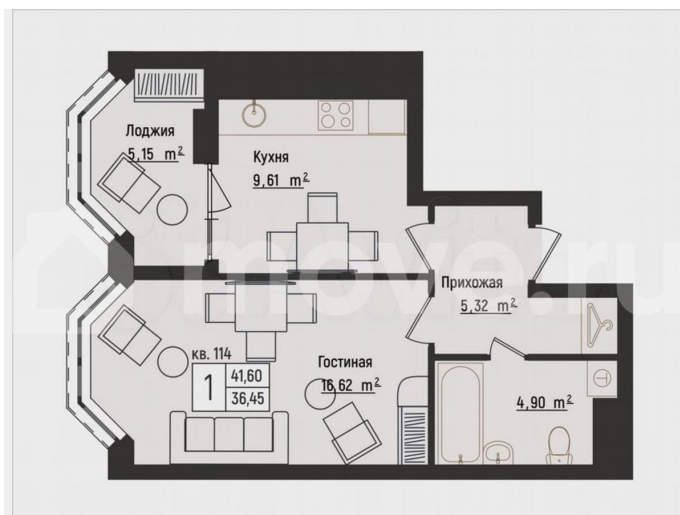 Лоджия
5,15 m²
Кухня
9,61 m²
Прихожая
5,32 m²
кв. 114
1
41,60
36,45
Гостиная
16,62 m²
4,90 m²
move.ru